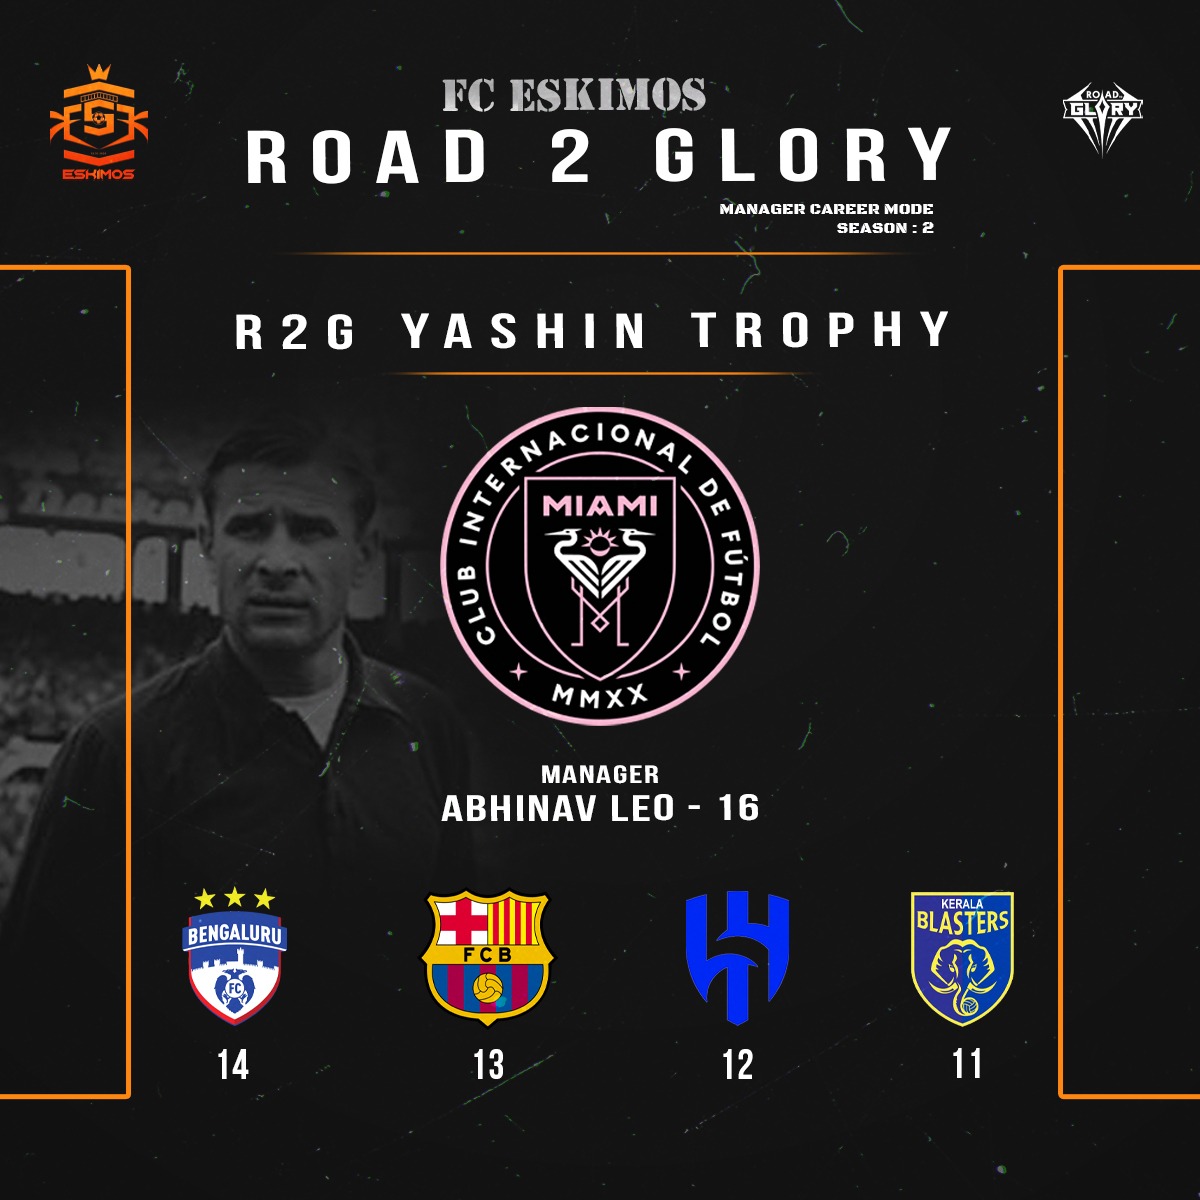 FC ESKIMOS
ROAD 2 GLORY
MANAGER CAREER MODE
SEASON : 2
ESKIMOS
ROAD
GLORY
R2G YASHIN TROPHY
CLUB INTERNACIONAL DE FÚTBOL
MIAMI
MMXX
MANAGER
ABHINAV LEO - 16
BENGALURU
FC
FCB
KERALA
BLASTERS
14
13
12
11